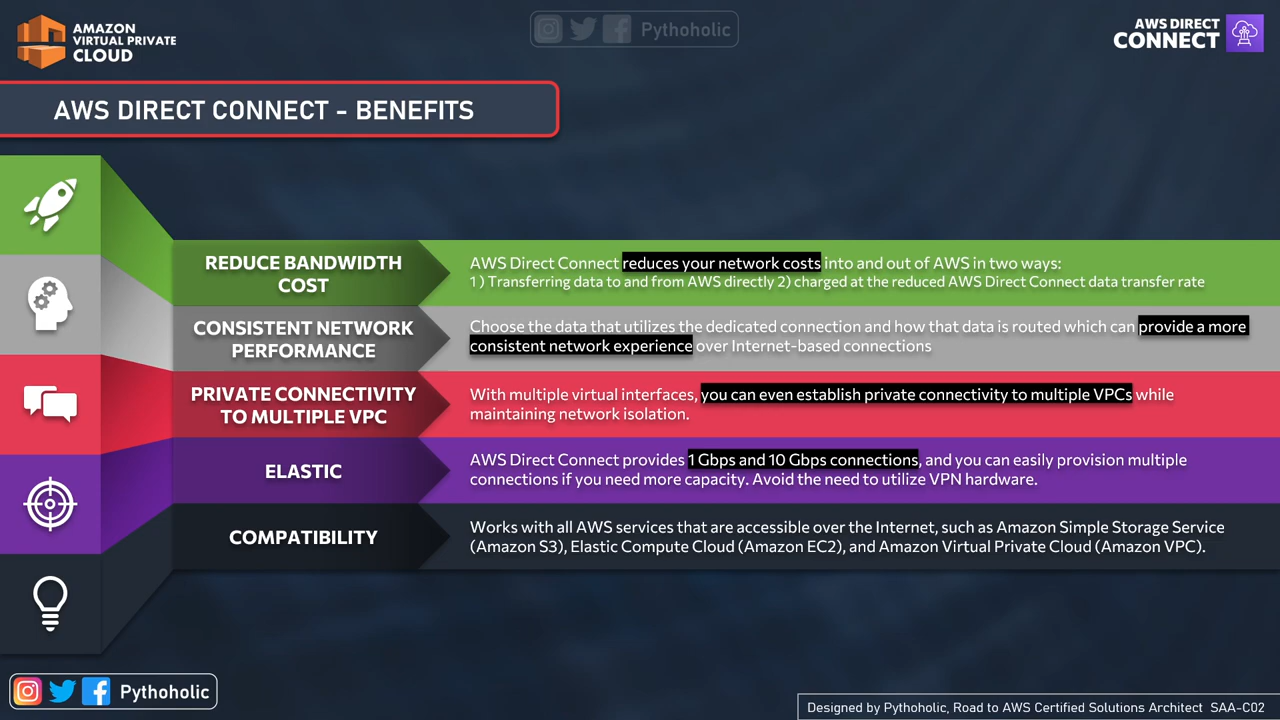 AMAZON
VIRTUAL PRIVATE
CLOUD
Pythoholic
AWS DIRECT
CONNECT
AWS DIRECT CONNECT - BENEFITS
REDUCE BANDWIDTH
COST
AWS Direct Connect reduces your network costs into and out of AWS in two ways:
1 ) Transferring data to and from AWS directly 2) charged at the reduced AWS Direct Connect data transfer rate
CONSISTENT NETWORK
PERFORMANCE
Choose the data that utilizes the dedicated connection and how that data is routed which can provide a more
consistent network experience over Internet-based connections
PRIVATE CONNECTIVITY
TO MULTIPLE VPC
With multiple virtual interfaces, you can even establish private connectivity to multiple VPCs while
maintaining network isolation.
ELASTIC
AWS Direct Connect provides 1 Gbps and 10 Gbps connections, and you can easily provision multiple
connections if you need more capacity. Avoid the need to utilize VPN hardware.
COMPATIBILITY
Works with all AWS services that are accessible over the Internet, such as Amazon Simple Storage Service
(Amazon S3), Elastic Compute Cloud (Amazon EC2), and Amazon Virtual Private Cloud (Amazon VPC).
Pythoholic
Designed by Pythoholic, Road to AWS Certified Solutions Architect SAA-C02